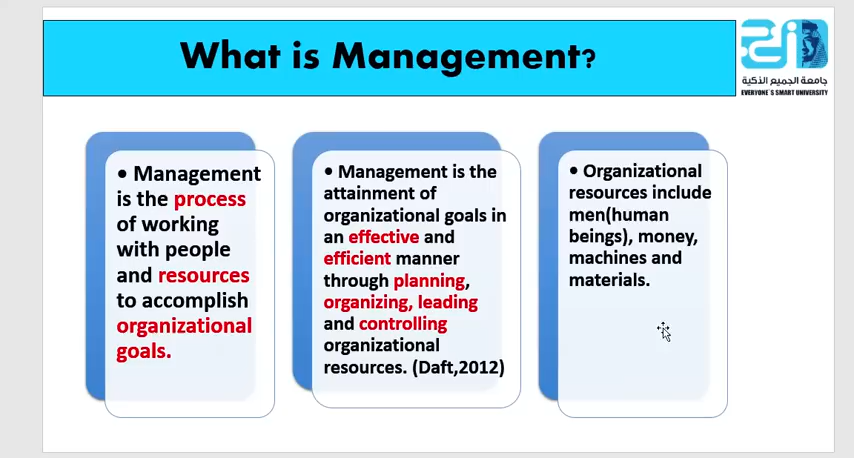 What is Management?
جامعة الجميع الذكية
EVERYONE'S SMART UNIVERSITY
• Management
is the process
of working
with people
and resources
to accomplish
organizational
goals.
• Management is the
attainment of
organizational goals in
an effective and
efficient manner
through planning,
organizing, leading
and controlling
organizational
resources. (Daft,2012)
• Organizational
resources include
men(human
beings), money,
machines and
materials.